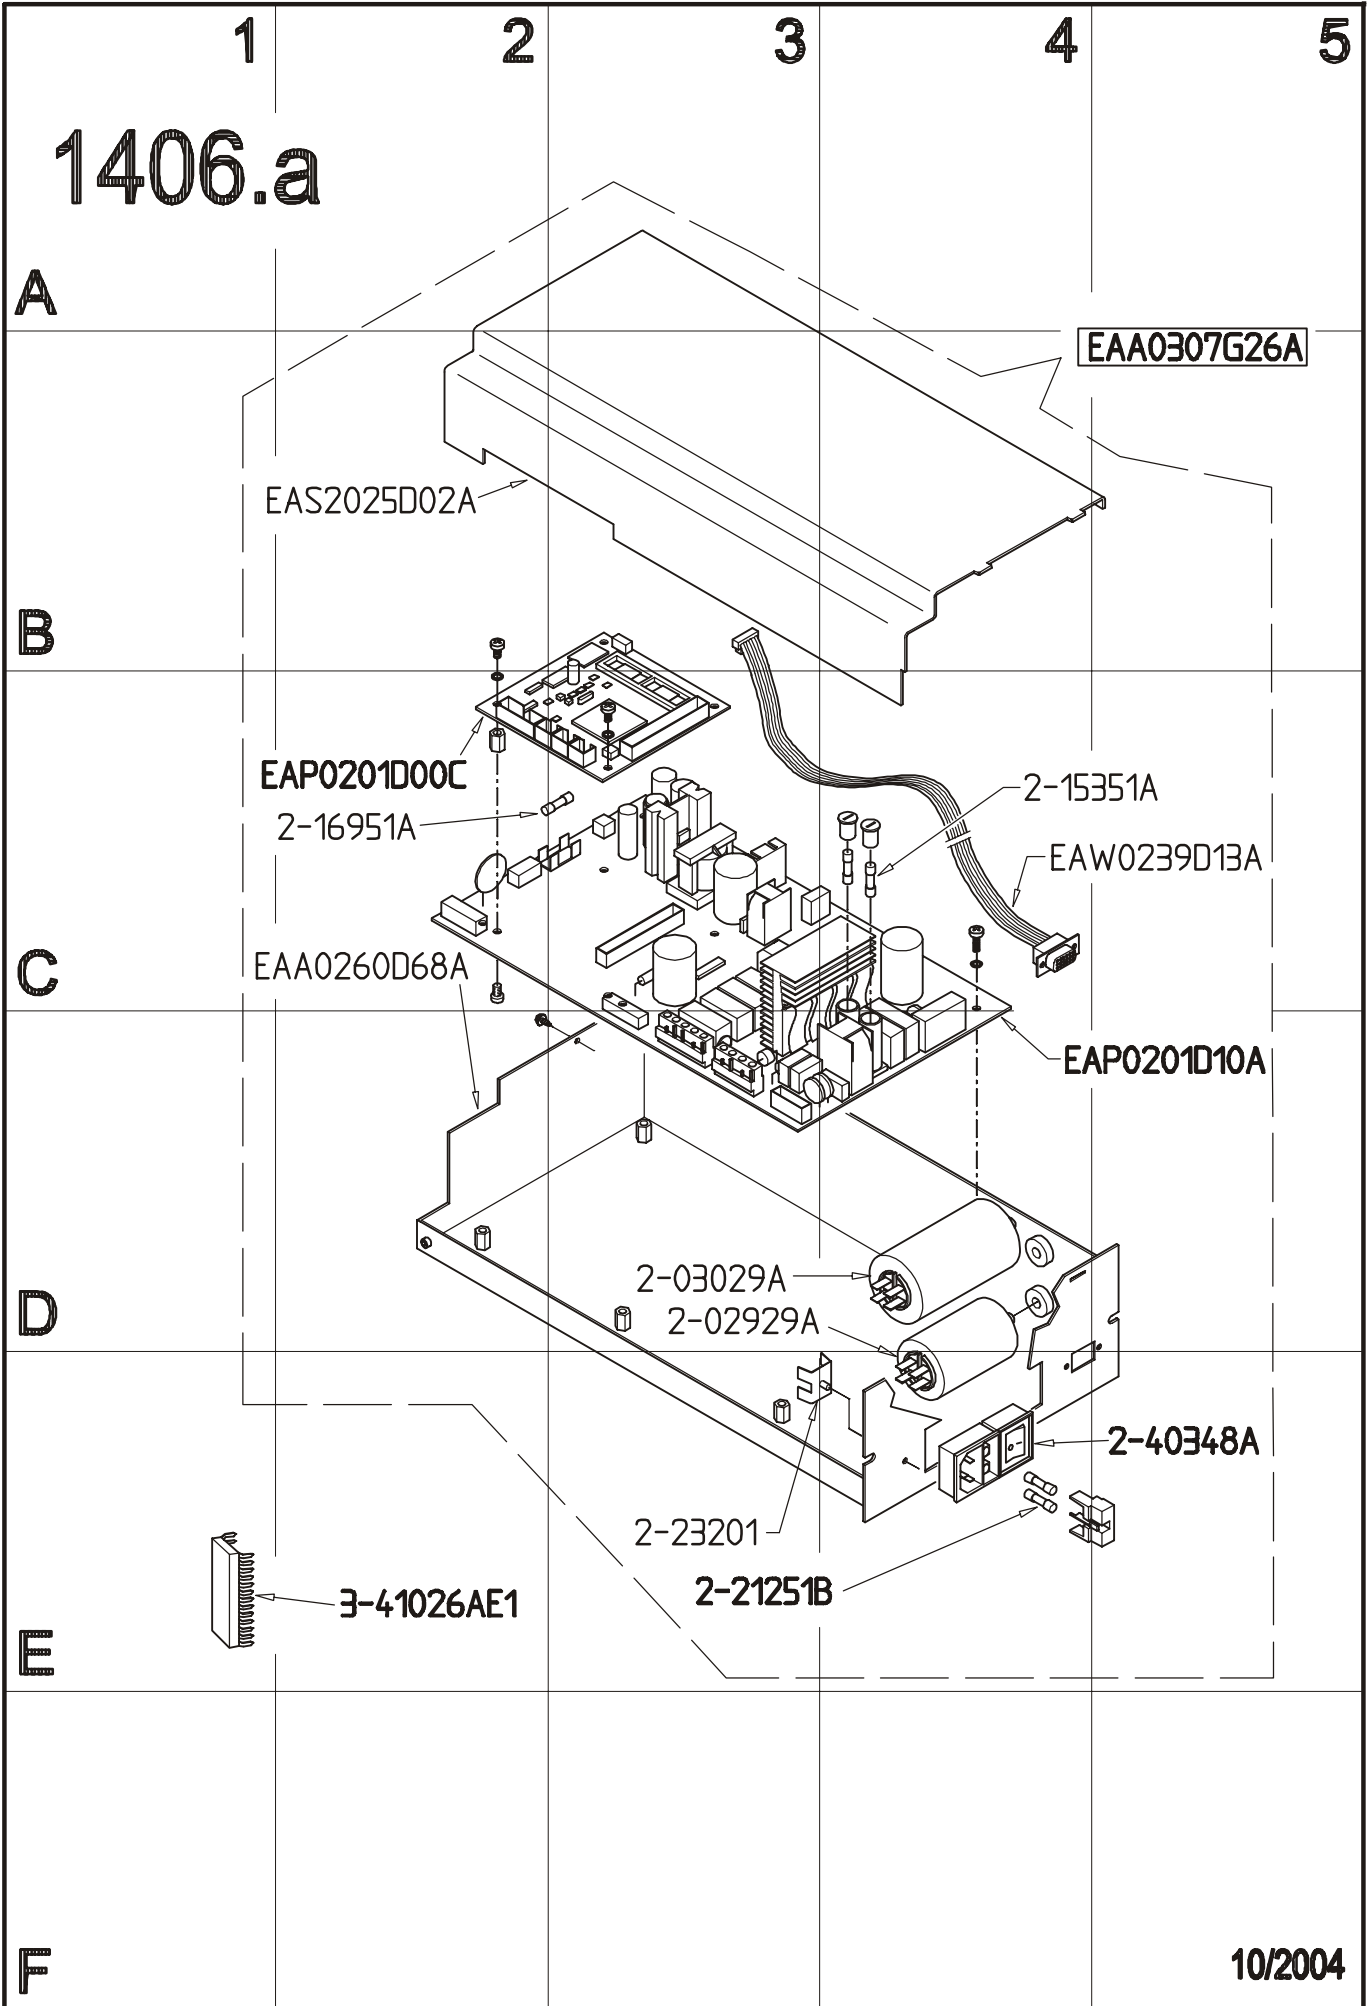 1 2 3 4 5
1406.a
A
EAA0307G26A
EAS2025D02A
B
EAP0201D00C
2-15351A
2-16951A
EAW0239D13A
C
EAA0260D68A
EAP0201D10A
2-03029A
D
2-02929A
2-40348A
2-23201
2-21251B
3-41026AE1
E
F
10/2004